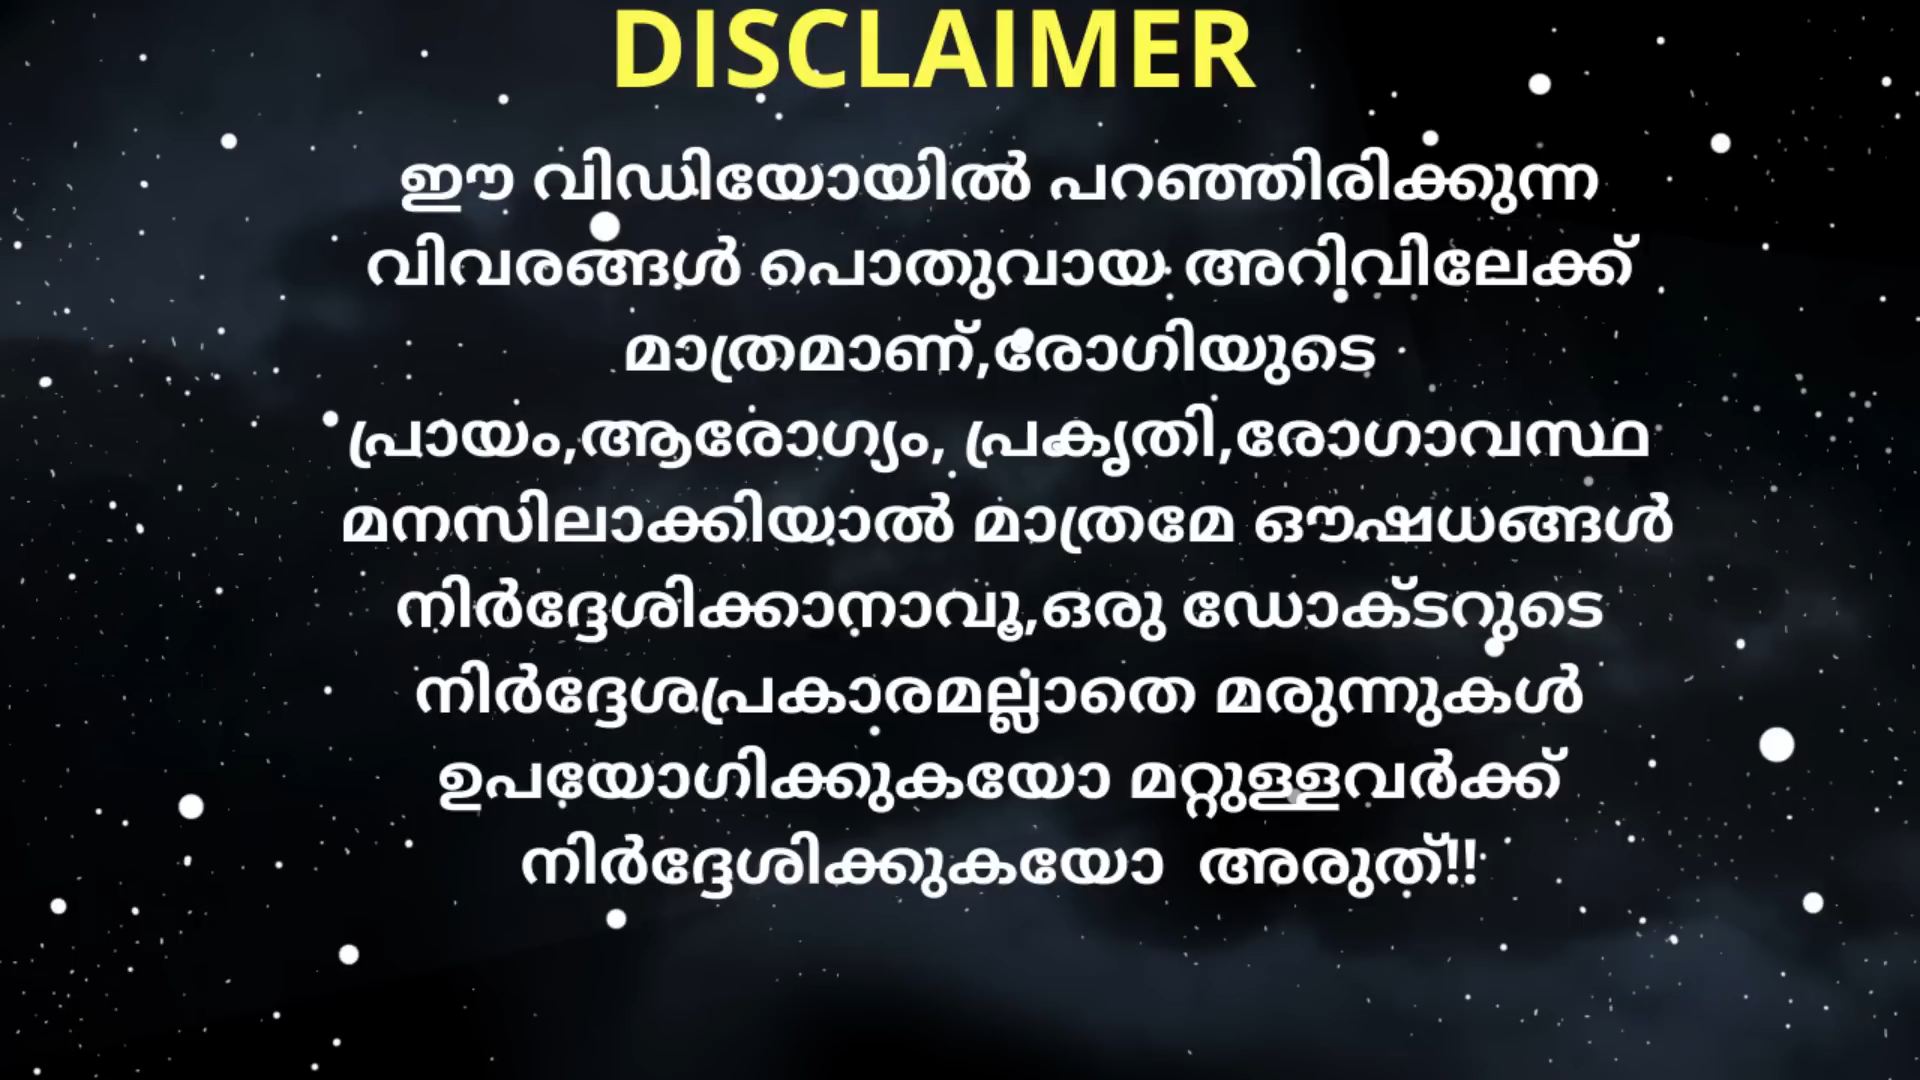 DISCLAIMER
ഈ വിഡിയോയിൽ പറഞ്ഞിരിക്കുന്ന
വിവരങ്ങൾ പൊതുവായ അറിവിലേക്ക്
മാത്രമാണ്,രോഗിയുടെ
പ്രായം,ആരോഗ്യം, പ്രകൃതി,രോഗാവസ്ഥ
മനസിലാക്കിയാൽ മാത്രമേ ഔഷധങ്ങൾ
നിർദ്ദേശിക്കാനാവൂ,ഒരു ഡോക്ടറുടെ
നിർദ്ദേശപ്രകാരമല്ലാതെ മരുന്നുകൾ
ഉപയോഗിക്കുകയോ മറ്റുള്ളവർക്ക്
നിർദ്ദേശിക്കുകയോ  അരുത്!!